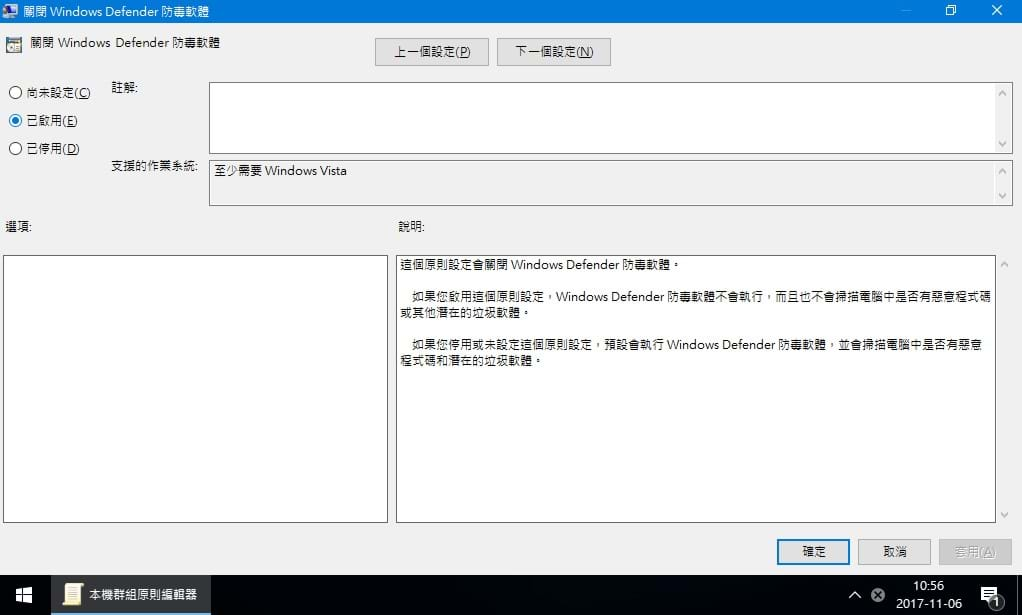 關閉 Windows Defender 防毒軟體
關閉 Windows Defender 防毒軟體
上一個設定(P)
下一個設定(N)
尚未設定(C)
已啟用(E)
已停用(D)
註解:
支援的作業系統:
至少需要 Windows Vista
選項:
說明:
這個原則設定會關閉 Windows Defender 防毒軟體。
如果您啟用這個原則設定，Windows Defender 防毒軟體不會執行，而且也不會掃描電腦中是否有惡意程式碼
或其他潛在的垃圾軟體。
如果您停用或未設定這個原則設定，預設會執行 Windows Defender 防毒軟體，並會掃描電腦中是否有惡意
程式碼和潛在的垃圾軟體。
確定
取消
套用(A)
本機群組原則編輯器
10:56
2017-11-06
1